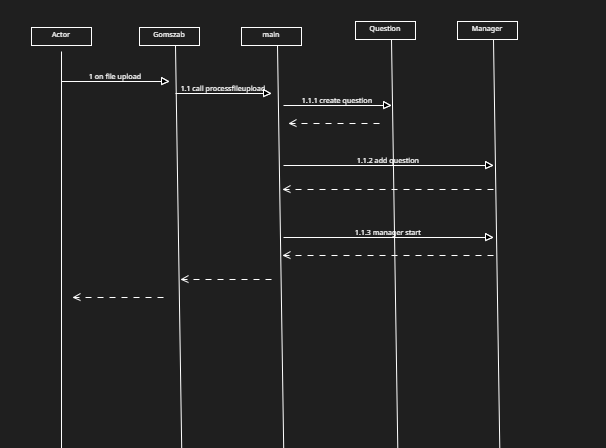 Actor
Gomszab
main
Question
Manager
1 on file upload
1.1 call processfileupload
1.1.1 create question
1.1.2 add question
1.1.3 manager start